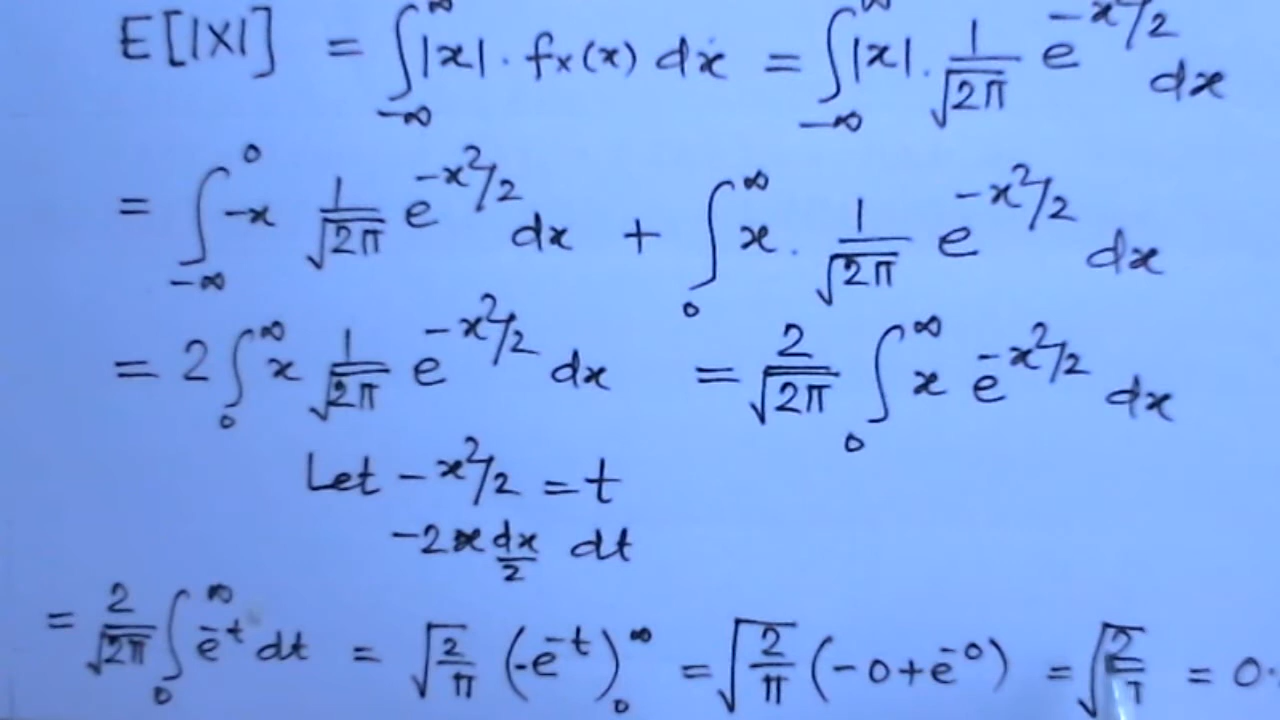 E[|X|] = ∫_{-∞}^{∞} |x| . fx(x) dx = ∫_{-∞}^{∞} |x| . 1/√2π e^{-x²/2} dx
= ∫_{-∞}^{0} -x 1/√2π e^{-x²/2} dx + ∫_{0}^{∞} x . 1/√2π e^{-x²/2} dx
= 2 ∫_{0}^{∞} x 1/√2π e^{-x²/2} dx = 2/√2π ∫_{0}^{∞} x e^{-x²/2} dx
Let -x²/2 = t
-2x dx/2 dt
= 2/√2π ∫_{0}^{∞} e^{-t} dt = √2/π (-e^{-t})_{0}^{∞} = √2/π (-0+e^{-0}) = √2/π = 0.